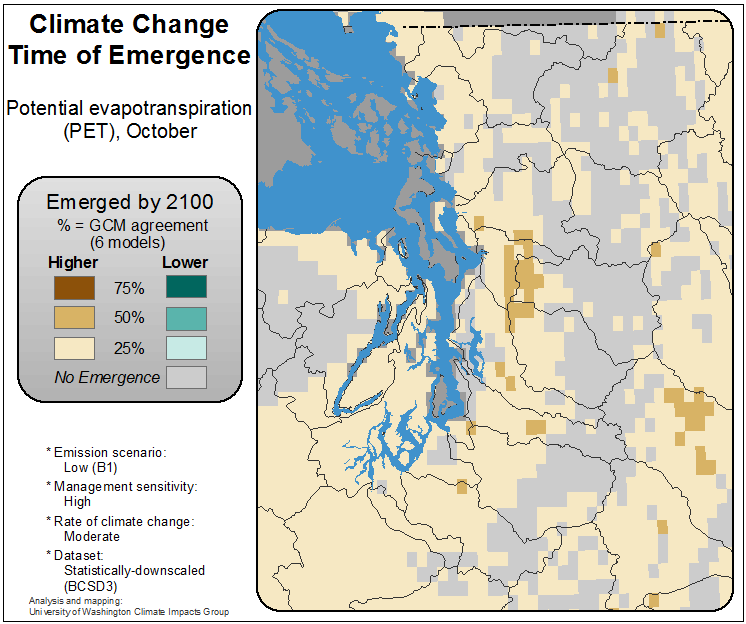 Climate Change
Time of Emergence
Potential evapotranspiration
(PET), October
Emerged by 2100
% = GCM agreement
(6 models)
Higher Lower
75%
50%
25%
No Emergence
* Emission scenario:
Low (B1)
* Management sensitivity:
High
* Rate of climate change:
Moderate
* Dataset:
Statistically-downscaled
(BCSD3)
Analysis and mapping:
University of Washington Climate Impacts Group